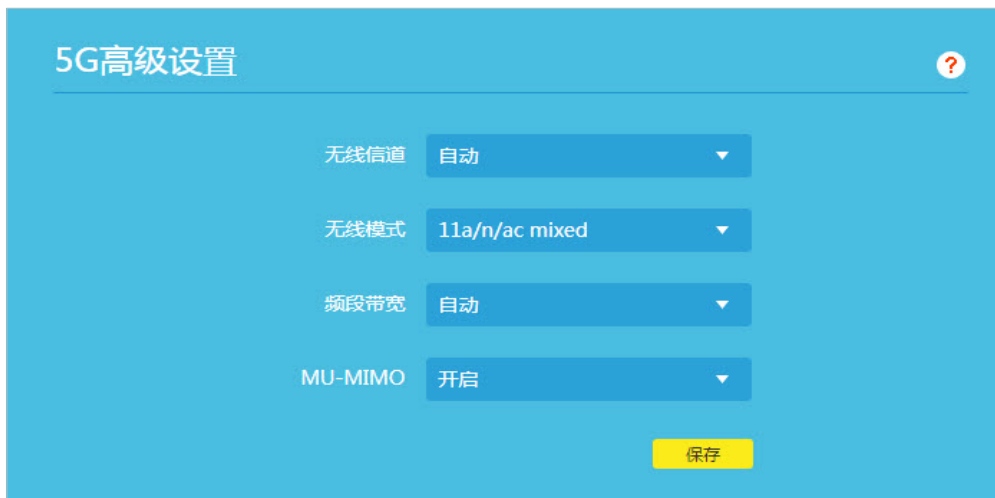 5G高级设置
?
无线信道 自动
无线模式 11a/n/ac mixed
频段带宽 自动
MU-MIMO 开启
保存